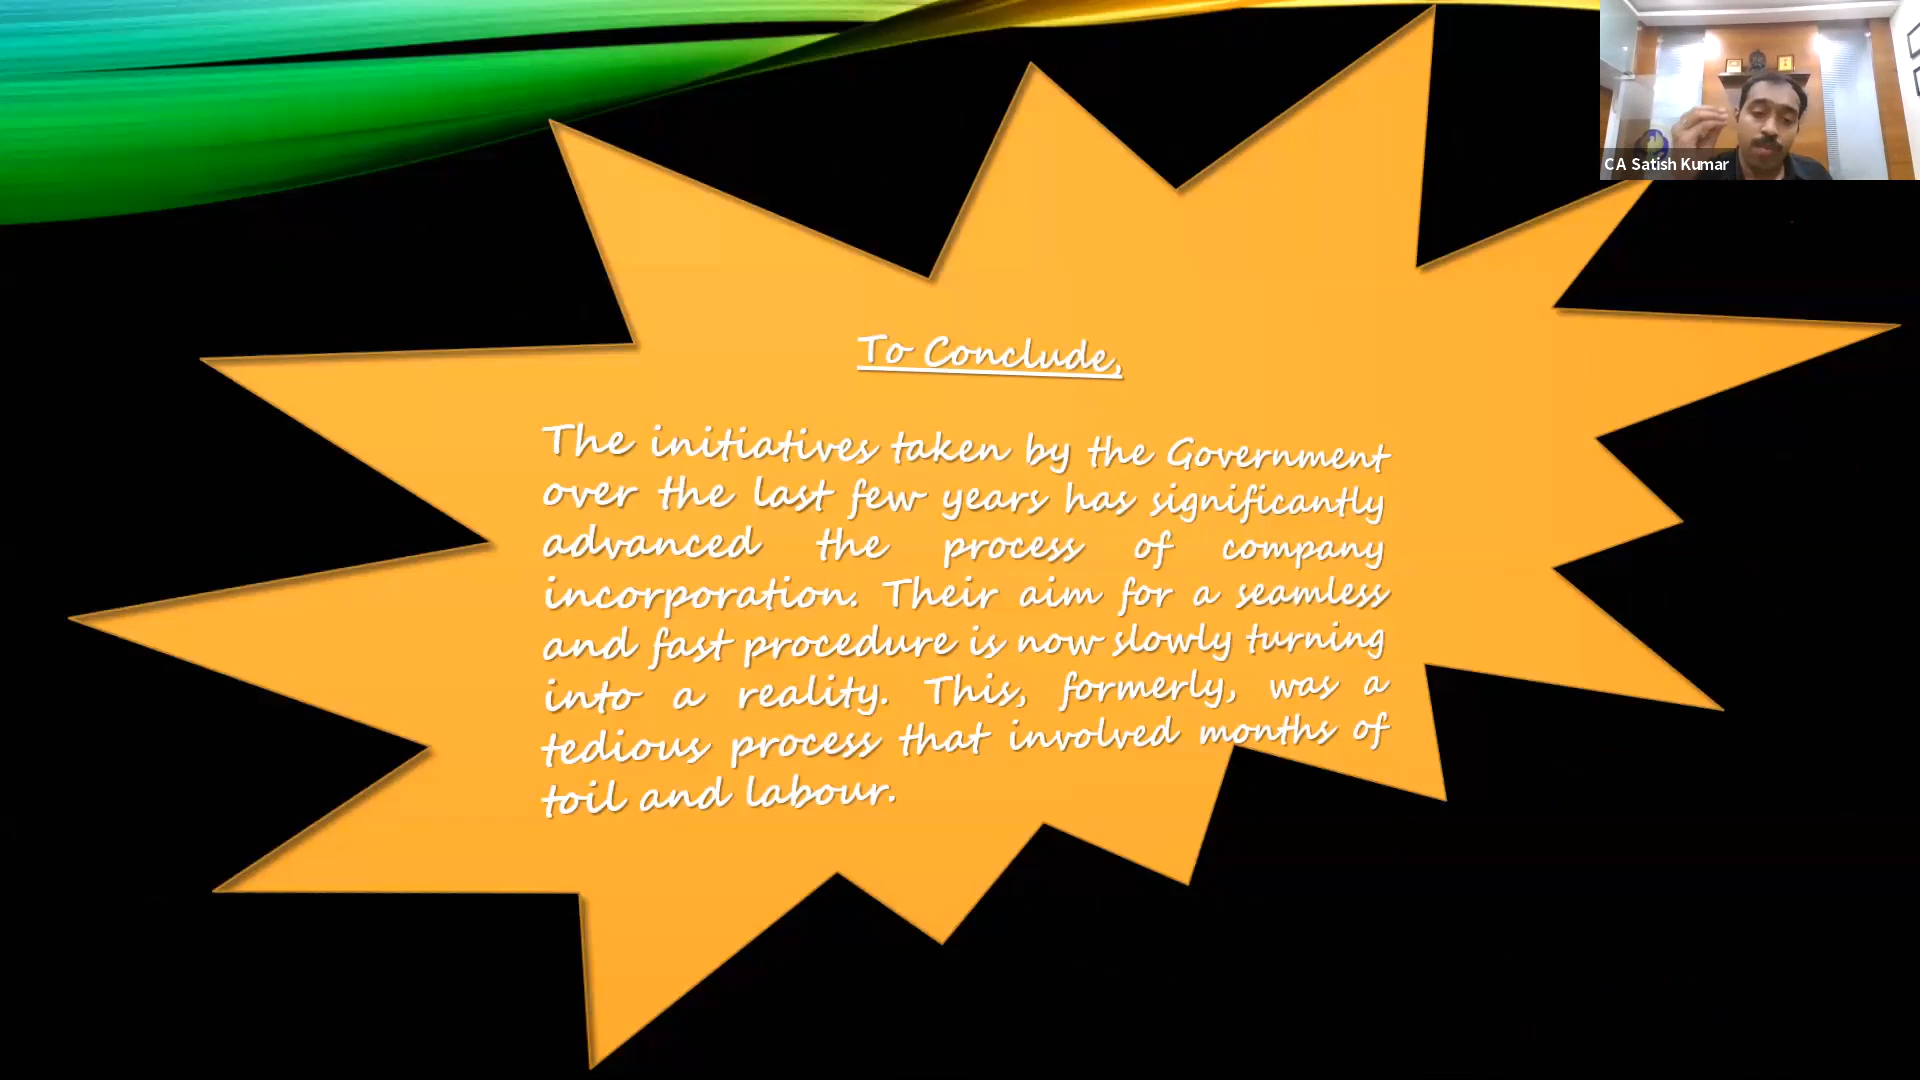 CA Satish Kumar
To Conclude,
The initiatives taken by the Government
over the last few years has significantly
advanced the process of company
incorporation. Their aim for a seamless
and fast procedure is now slowly turning
into a reality. This, formerly, was a
tedious process that involved months of
toil and labour.